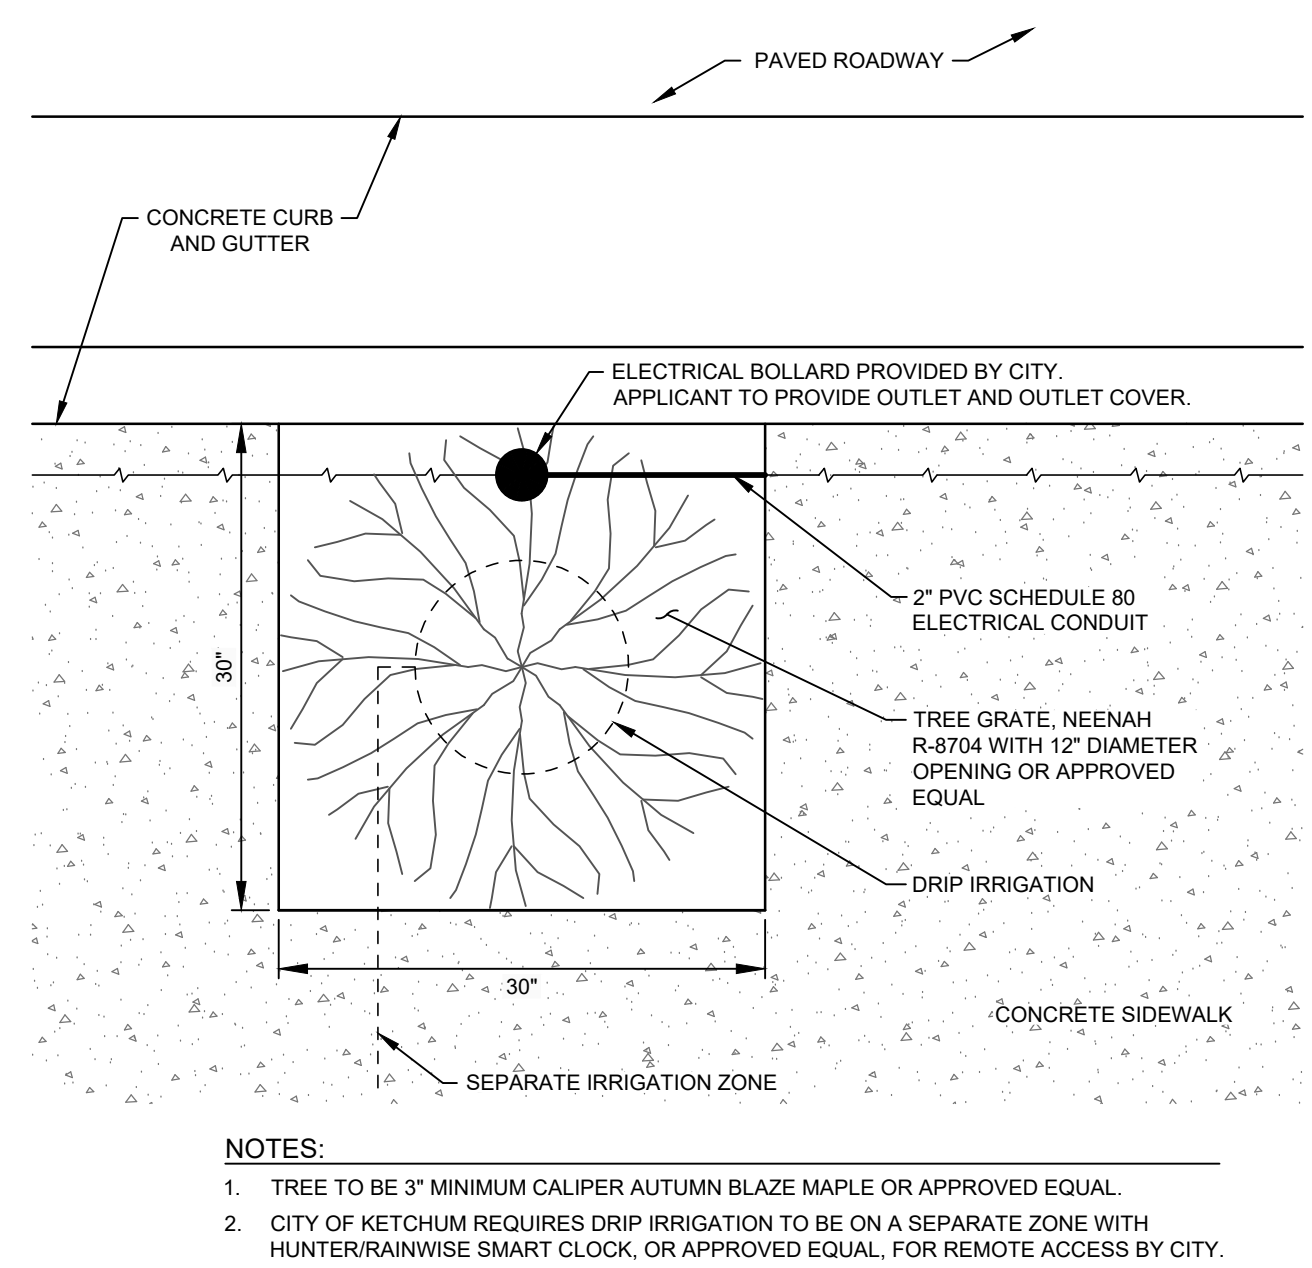 PAVED ROADWAY
CONCRETE CURB
AND GUTTER
ELECTRICAL BOLLARD PROVIDED BY CITY.
APPLICANT TO PROVIDE OUTLET AND OUTLET COVER.
2" PVC SCHEDULE 80
ELECTRICAL CONDUIT
30"
TREE GRATE, NEENAH
R-8704 WITH 12" DIAMETER
OPENING OR APPROVED
EQUAL
DRIP IRRIGATION
30"
CONCRETE SIDEWALK
SEPARATE IRRIGATION ZONE
NOTES:
1. TREE TO BE 3" MINIMUM CALIPER AUTUMN BLAZE MAPLE OR APPROVED EQUAL.
2. CITY OF KETCHUM REQUIRES DRIP IRRIGATION TO BE ON A SEPARATE ZONE WITH
HUNTER/RAINWISE SMART CLOCK, OR APPROVED EQUAL, FOR REMOTE ACCESS BY CITY.